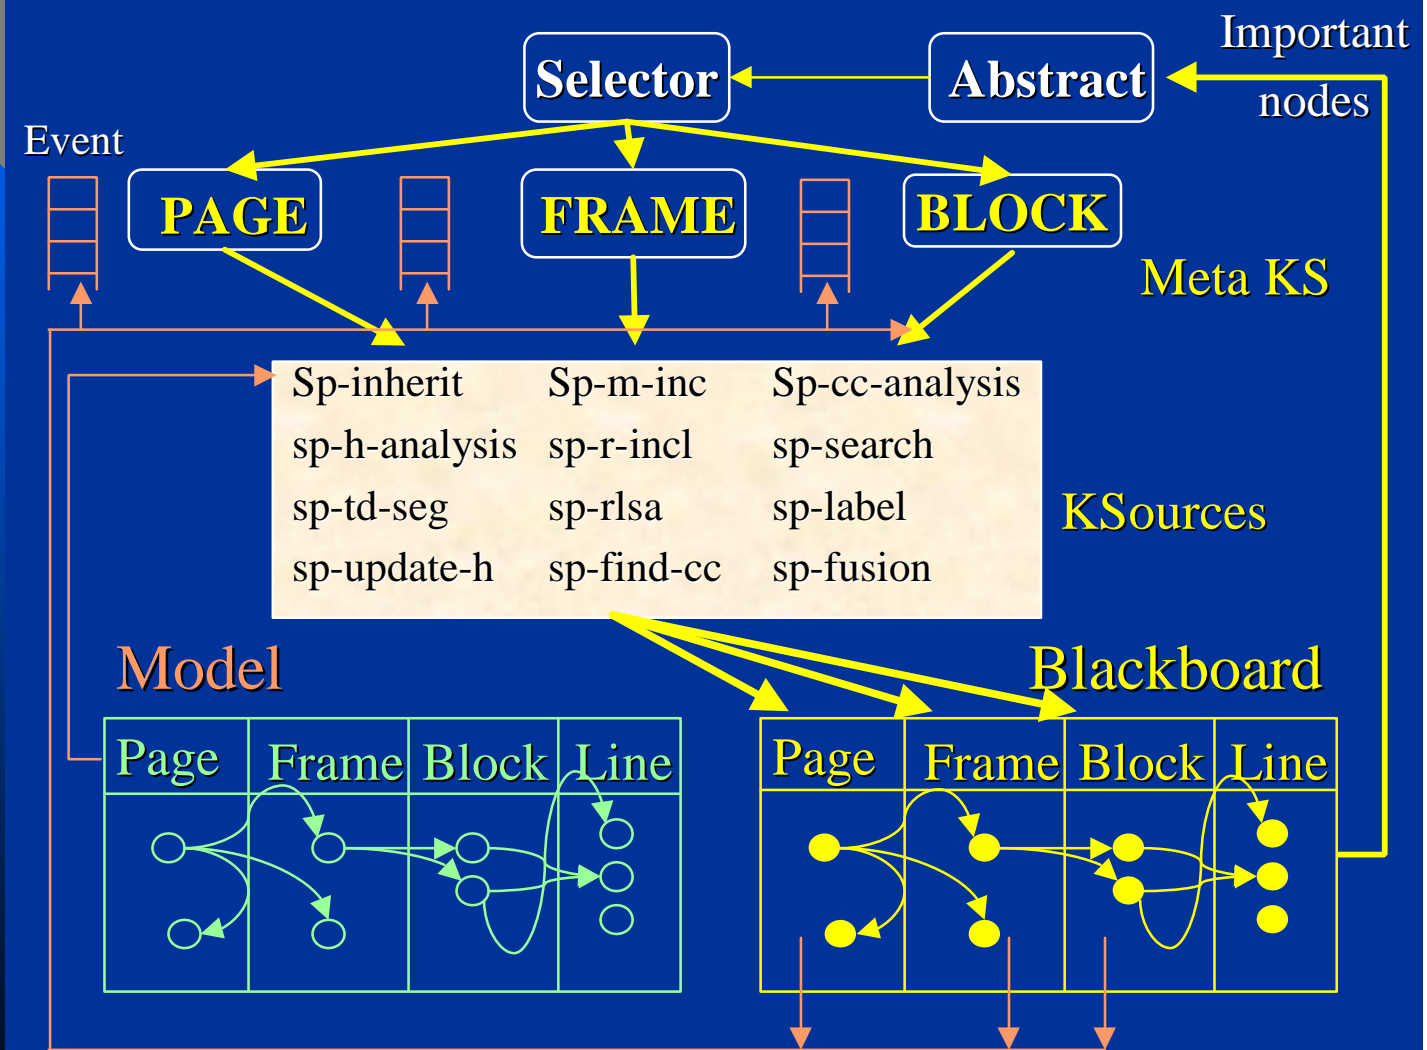 Important
nodes
Selector
Abstract
Event
PAGE
FRAME
BLOCK
Meta KS
Sp-inherit Sp-m-inc Sp-cc-analysis
sp-h-analysis sp-r-incl sp-search
sp-td-seg sp-rlsa sp-label
sp-update-h sp-find-cc sp-fusion
KSources
Model
Blackboard
Page Frame Block Line
Page Frame Block Line